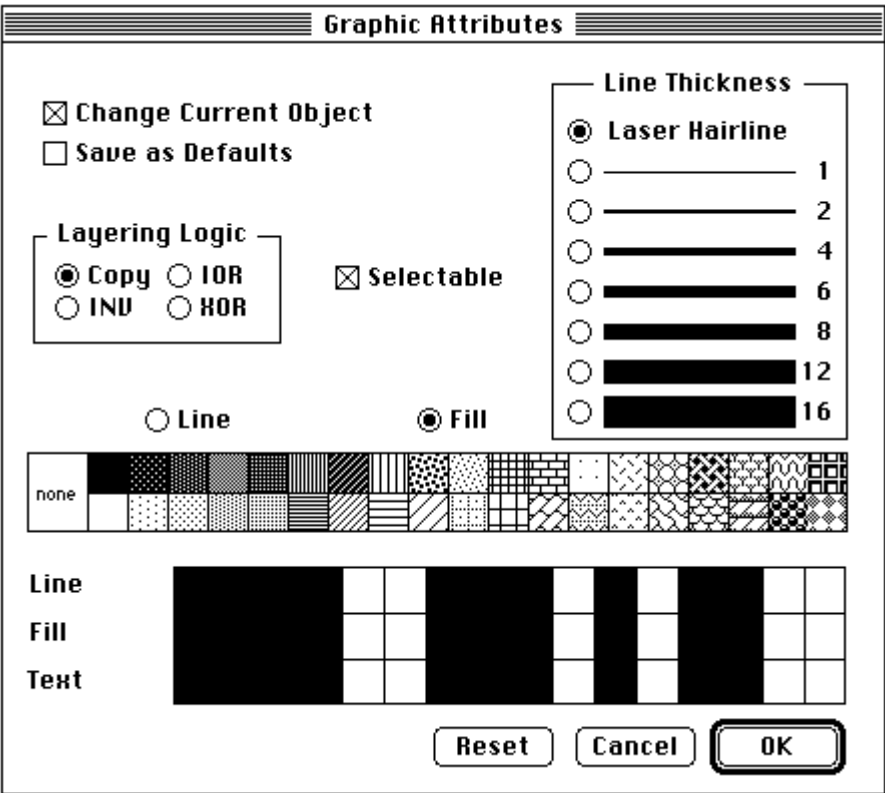 Graphic Attributes
Change Current Object
Save as Defaults
Line Thickness
Laser Hairline
1
2
4
6
8
12
16
Layering Logic
Copy IOR
INV XOR
Selectable
Line Fill
none
Line
Fill
Text
Reset Cancel OK